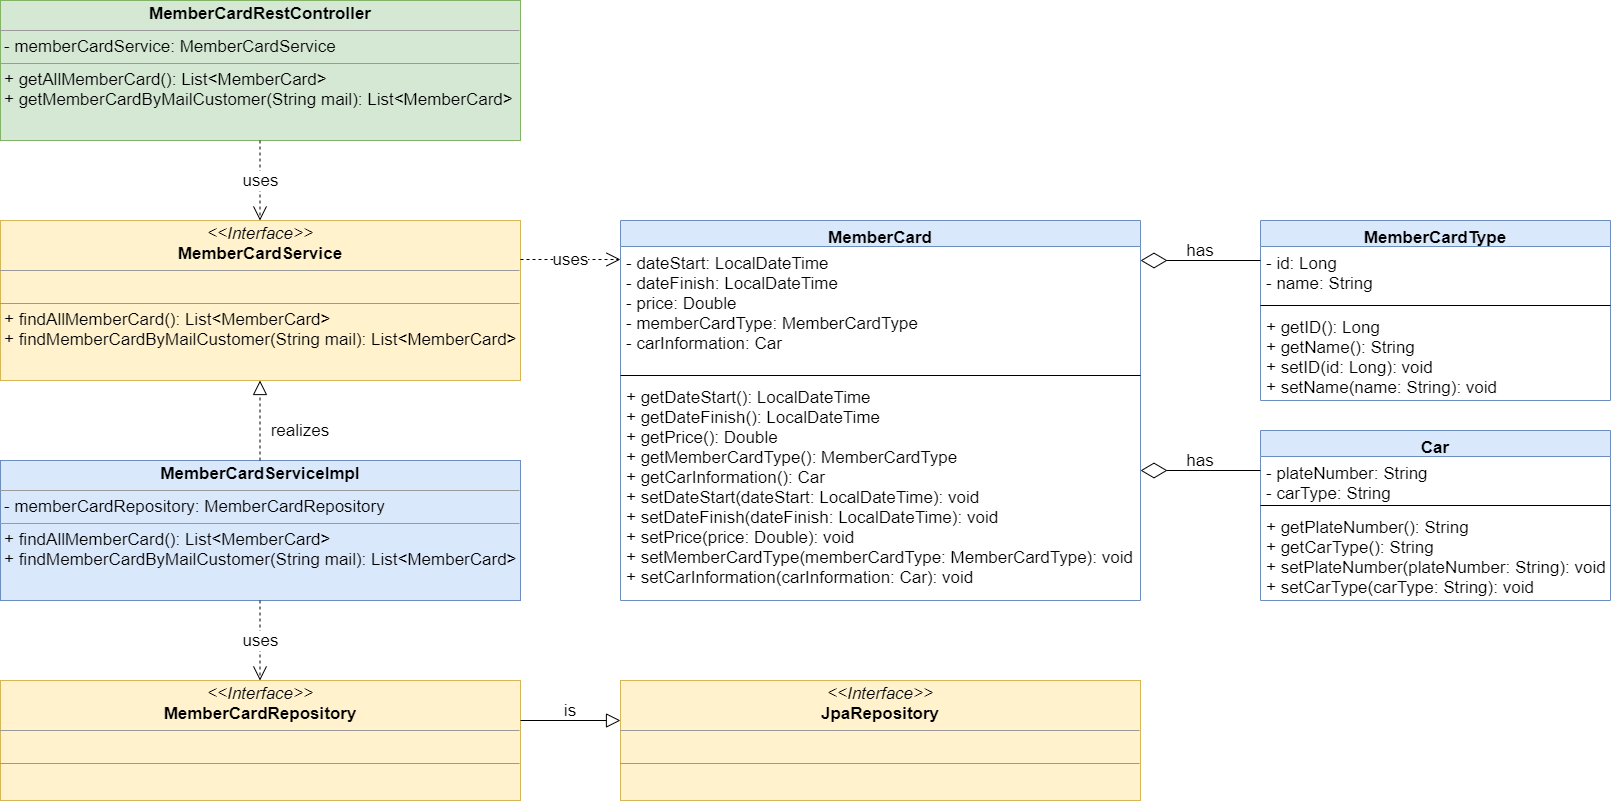 MemberCardRestController
- memberCardService: MemberCardService
+ getAllMemberCard(): List<MemberCard>
+ getMemberCardByMailCustomer(String mail): List<MemberCard>
uses
<<Interface>>
MemberCardService
+ findAllMemberCard(): List<MemberCard>
+ findMemberCardByMailCustomer(String mail): List<MemberCard>
uses
realizes
MemberCardServiceImpl
- memberCardRepository: MemberCardRepository
+ findAllMemberCard(): List<MemberCard>
+ findMemberCardByMailCustomer(String mail): List<MemberCard>
uses
<<Interface>>
MemberCardRepository
is
<<Interface>>
JpaRepository
MemberCard
- dateStart: LocalDateTime
- dateFinish: LocalDateTime
- price: Double
- memberCardType: MemberCardType
- carInformation: Car
+ getDateStart(): LocalDateTime
+ getDateFinish(): LocalDateTime
+ getPrice(): Double
+ getMemberCardType(): MemberCardType
+ getCarInformation(): Car
+ setDateStart(dateStart: LocalDateTime): void
+ setDateFinish(dateFinish: LocalDateTime): void
+ setPrice(price: Double): void
+ setMemberCardType(memberCardType: MemberCardType): void
+ setCarInformation(carInformation: Car): void
has
MemberCardType
- id: Long
- name: String
+ getID(): Long
+ getName(): String
+ setID(id: Long): void
+ setName(name: String): void
has
Car
- plateNumber: String
- carType: String
+ getPlateNumber(): String
+ getCarType(): String
+ setPlateNumber(plateNumber: String): void
+ setCarType(carType: String): void